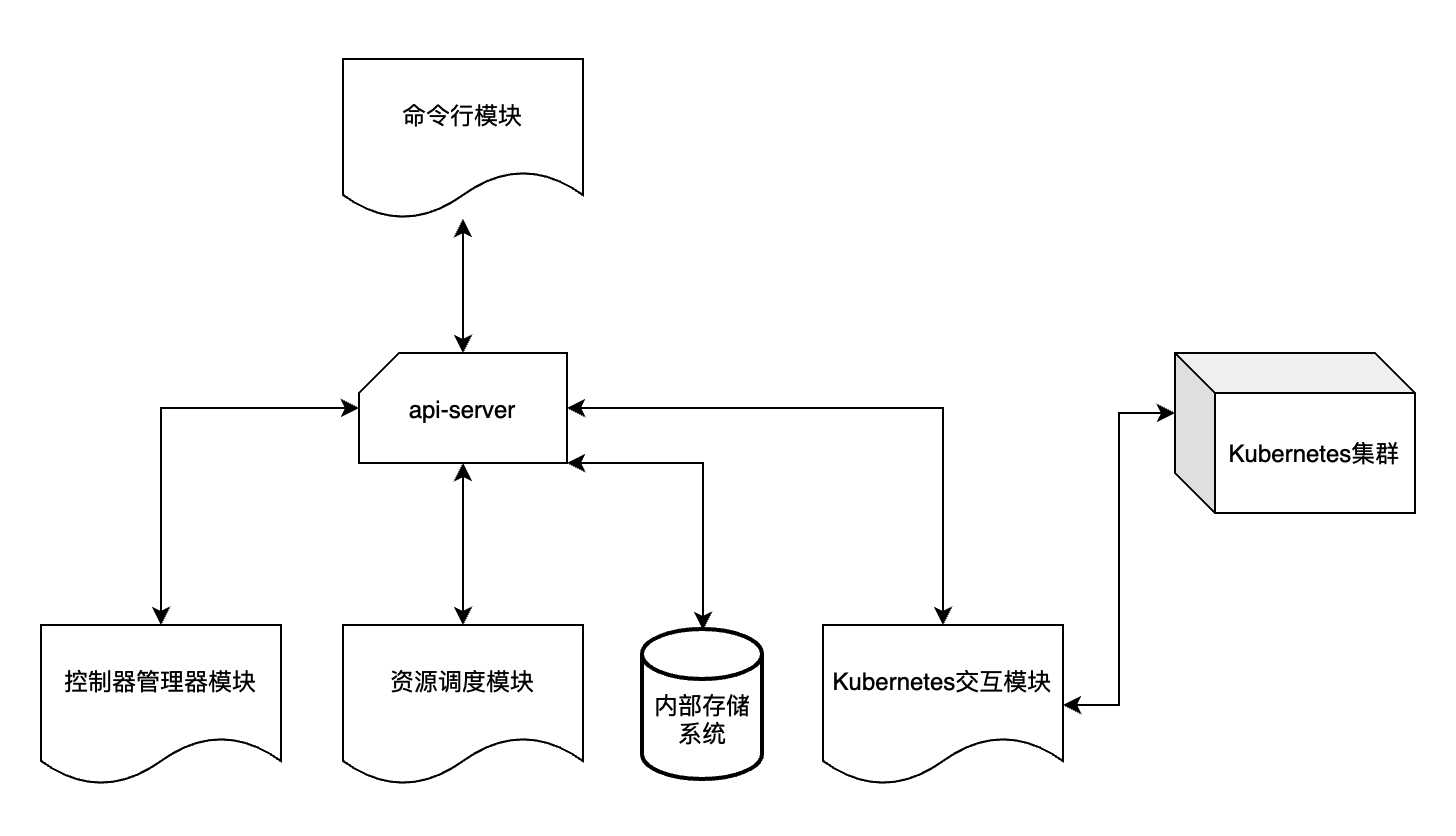 命令行模块
api-server
Kubernetes集群
控制器管理器模块
资源调度模块
内部存储
系统
Kubernetes交互模块